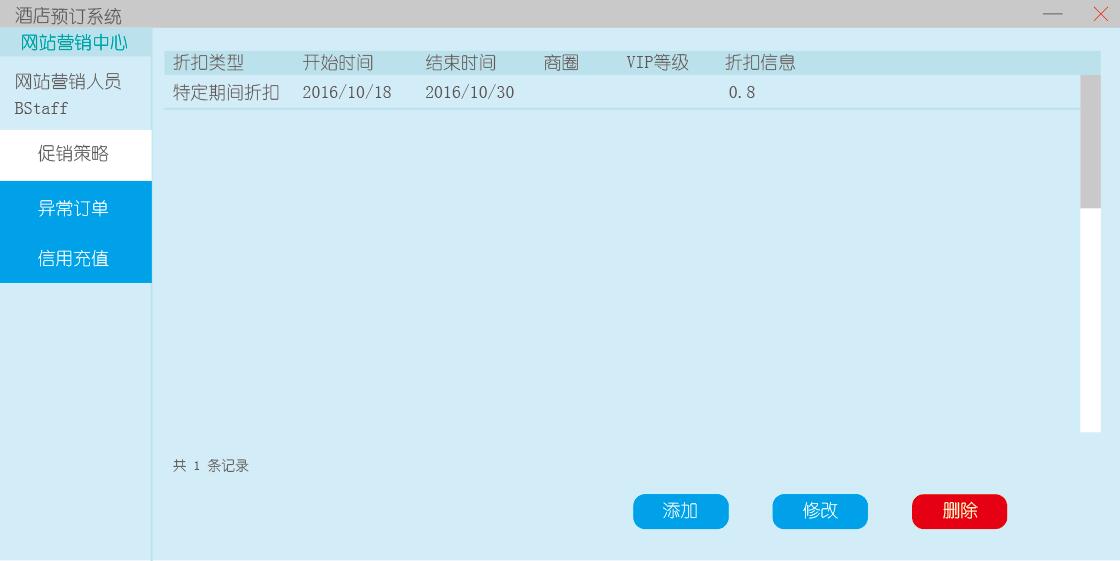 酒店预订系统
网站营销中心
网站营销人员
BStaff
促销策略
异常订单
信用充值
折扣类型 开始时间 结束时间 商圈 VIP等级 折扣信息
特定期间折扣 2016/10/18 2016/10/30 0.8
共 1 条记录
添加 修改 删除